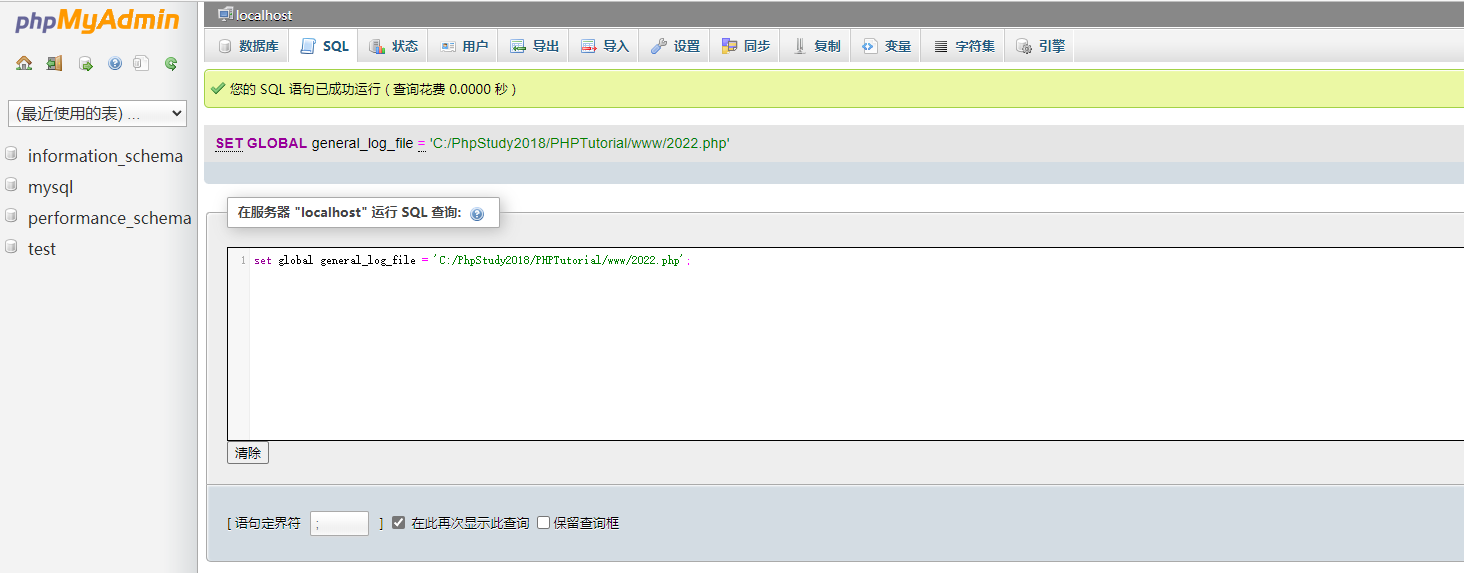 phpMyAdmin
(最近使用的表) ...
information_schema
mysql
performance_schema
test
localhost
数据库 SQL 状态 用户 导出 导入 设置 同步 复制 变量 字符集 引擎
您的 SQL 语句已成功运行 ( 查询花费 0.0000 秒 )
SET GLOBAL general_log_file = 'C:/PhpStudy2018/PHPTutorial/www/2022.php'
在服务器 "localhost" 运行 SQL 查询:
1 set global general_log_file = 'C:/PhpStudy2018/PHPTutorial/www/2022.php';
清除
[ 语句定界符 ; ] 在此再次显示此查询 保留查询框